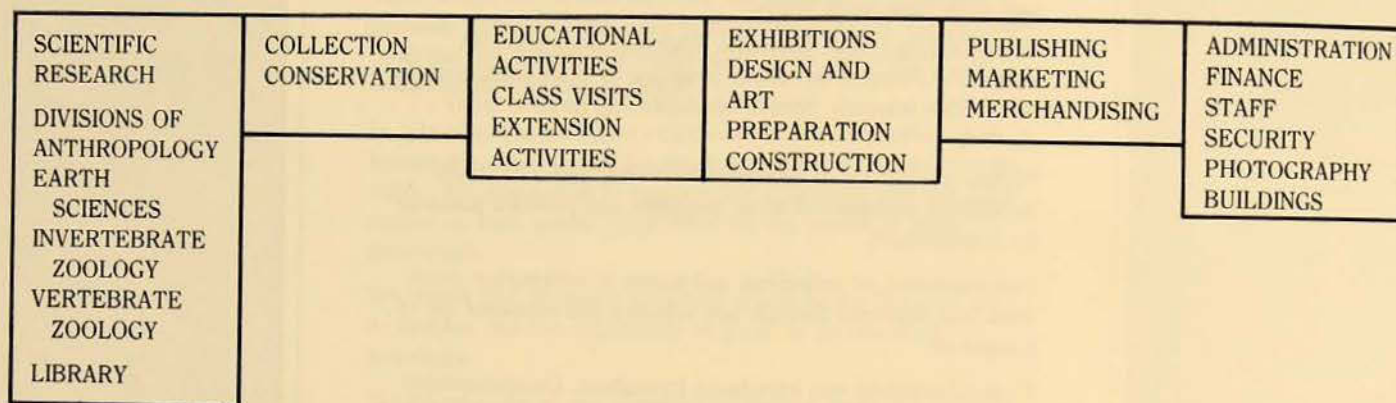 SCIENTIFIC
RESEARCH
DIVISIONS OF
ANTHROPOLOGY
EARTH
SCIENCES
INVERTEBRATE
ZOOLOGY
VERTEBRATE
ZOOLOGY
LIBRARY
COLLECTION
CONSERVATION
EDUCATIONAL
ACTIVITIES
CLASS VISITS
EXTENSION
ACTIVITIES
EXHIBITIONS
DESIGN AND
ART
PREPARATION
CONSTRUCTION
PUBLISHING
MARKETING
MERCHANDISING
ADMINISTRATION
FINANCE
STAFF
SECURITY
PHOTOGRAPHY
BUILDINGS